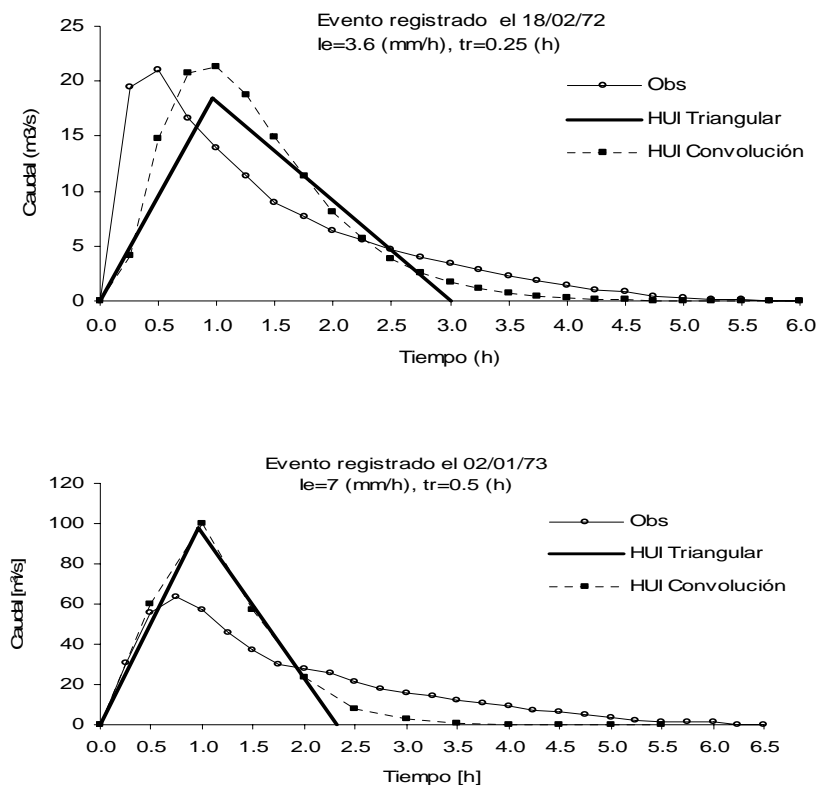 Evento registrado el 18/02/72
Ie=3.6 (mm/h), tr=0.25 (h)
25
20
15
10
5
0
Caudal (m3/s)
Obs
HUI Triangular
HUI Convolución
0.0 0.5 1.0 1.5 2.0 2.5 3.0 3.5 4.0 4.5 5.0 5.5 6.0
Tiempo (h)
Evento registrado el 02/01/73
Ie=7 (mm/h), tr=0.5 (h)
120
100
80
60
40
20
0
Caudal [m³/s]
Obs
HUI Triangular
HUI Convolución
0.0 0.5 1.0 1.5 2.0 2.5 3.0 3.5 4.0 4.5 5.0 5.5 6.0 6.5
Tiempo [h]